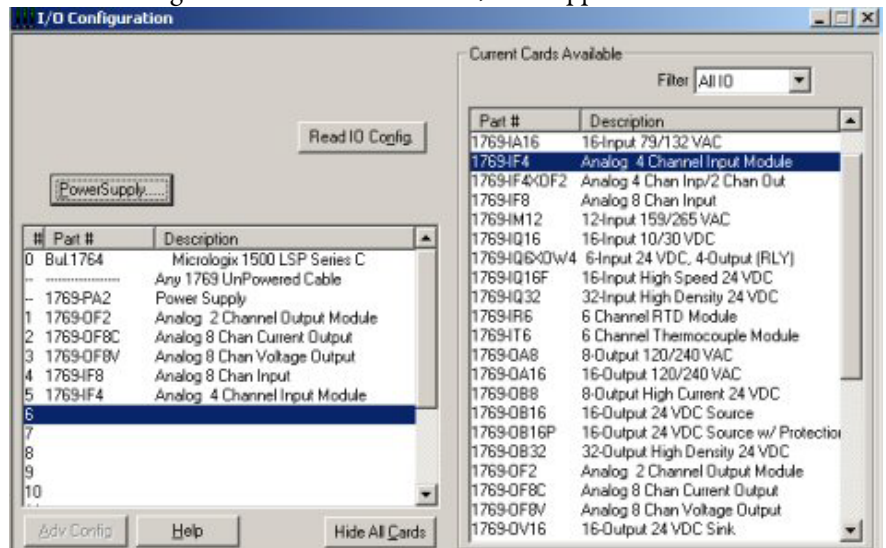 I/O Configuration
Current Cards Available
Filter All IO
Read IO Config.
PowerSupply.....
# Part # Description
0 Bul.1764 Micrologix 1500 LSP Series C
-- ------------------ Any 1769 UnPowered Cable
-- 1769-PA2 Power Supply
1 1769-OF2 Analog 2 Channel Output Module
2 1769-OF8C Analog 8 Chan Current Output
3 1769-OF8V Analog 8 Chan Voltage Output
4 1769-IF8 Analog 8 Chan Input
5 1769-IF4 Analog 4 Channel Input Module
6
7
8
9
10
Adv Config Help Hide All Cards
Part # Description
1769-IA16 16-Input 79/132 VAC
1769-IF4 Analog 4 Channel Input Module
1769-IF4XOF2 Analog 4 Chan Inp/2 Chan Out
1769-IF8 Analog 8 Chan Input
1769-IM12 12-Input 159/265 VAC
1769-IQ16 16-Input 10/30 VDC
1769-IQ6XOW4 6-Input 24 VDC, 4-Output (RLY)
1769-IQ16F 16-Input High Speed 24 VDC
1769-IQ32 32-Input High Density 24 VDC
1769-IR6 6 Channel RTD Module
1769-IT6 6 Channel Thermocouple Module
1769-OA8 8-Output 120/240 VAC
1769-OA16 16-Output 120/240 VAC
1769-OB8 8-Output High Current 24 VDC
1769-OB16 16-Output 24 VDC Source
1769-OB16P 16-Output 24 VDC Source w/ Protection
1769-OB32 32-Output High Density 24 VDC
1769-OF2 Analog 2 Channel Output Module
1769-OF8C Analog 8 Chan Current Output
1769-OF8V Analog 8 Chan Voltage Output
1769-OV16 16-Output 24 VDC Sink